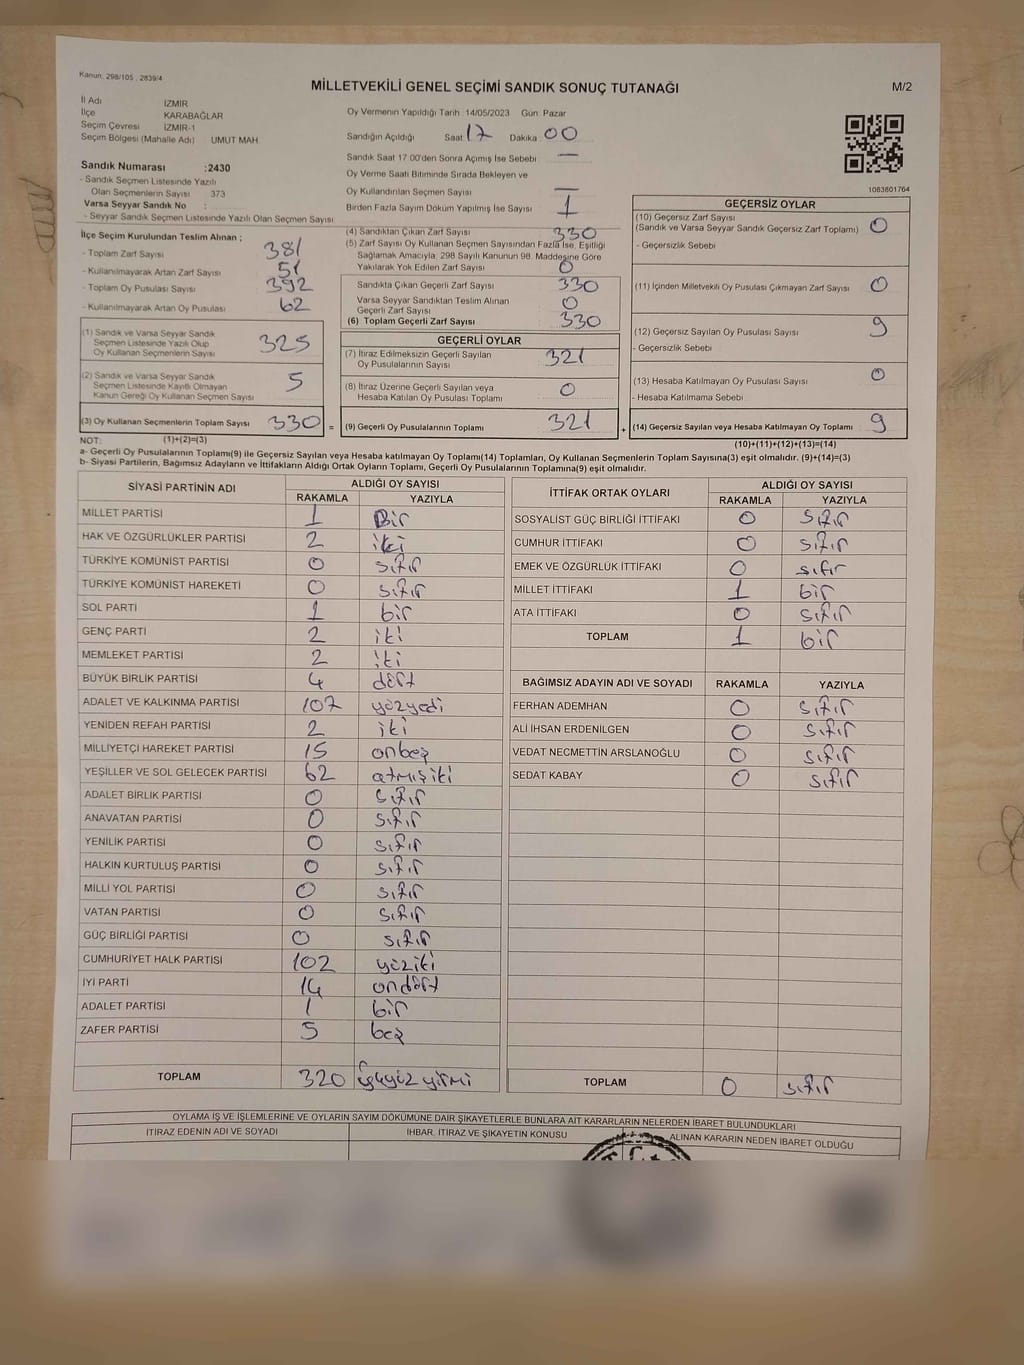 Kanun: 298/105 , 2839/4
MİLLETVEKİLİ GENEL SEÇİMİ SANDIK SONUÇ TUTANAĞI
M/2
İl Adı İZMİR
İlçe KARABAĞLAR
Seçim Çevresi İZMİR-1
Seçim Bölgesi (Mahalle Adı) UMUT MAH
Sandık Numarası :2430
- Sandık Seçmen Listesinde Yazılı
Olan Seçmenlerin Sayısı 373
Varsa Seyyar Sandık No :
- Seyyar Sandık Seçmen Listesinde Yazılı Olan Seçmen Sayısı
Oy Vermenin Yapıldığı Tarih 14/05/2023 Gün: Pazar
Sandığın Açıldığı Saat 17 Dakika 00
Sandık Saat 17.00'den Sonra Açımış İse Sebebi —
Oy Verme Saati Bitiminde Sırada Bekleyen ve
Oy Kullandırılan Seçmen Sayısı —
Birden Fazla Sayım Döküm Yapılmış İse Sayısı 1
1083801764
İlçe Seçim Kurulundan Teslim Alınan ;
- Toplam Zarf Sayısı 381
- Kullanılmayarak Artan Zarf Sayısı 51
- Toplam Oy Pusulası Sayısı 392
- Kullanılmayarak Artan Oy Pusulası 62
(1) Sandık ve Varsa Seyyar Sandık
Seçmen Listesinde Yazılı Olup
Oy Kullanan Seçmenlerin Sayısı 325
(2) Sandık ve Varsa Seyyar Sandık
Seçmen Listesinde Kayıtlı Olmayan
Kanun Gereği Oy Kullanan Seçmen Sayısı 5
(3) Oy Kullanan Seçmenlerin Toplam Sayısı 330 =
(4) Sandıktan Çıkan Zarf Sayısı 330
(5) Zarf Sayısı Oy Kullanan Seçmen Sayısından Fazla İse, Eşitliği
Sağlamak Amacıyla, 298 Sayılı Kanunun 98. Maddesine Göre
Yakılarak Yok Edilen Zarf Sayısı 0
Sandıkta Çıkan Geçerli Zarf Sayısı 330
Varsa Seyyar Sandıktan Teslim Alınan
Geçerli Zarf Sayısı 0
(6) Toplam Geçerli Zarf Sayısı 330
GEÇERLİ OYLAR
(7) İtiraz Edilmeksizin Geçerli Sayılan
Oy Pusulalarının Sayısı 321
(8) İtiraz Üzerine Geçerli Sayılan veya
Hesaba Katılan Oy Pusulası Toplamı 0
(9) Geçerli Oy Pusulalarının Toplamı 321 +
GEÇERSİZ OYLAR
(10) Geçersiz Zarf Sayısı
(Sandık ve Varsa Seyyar Sandık Geçersiz Zarf Toplamı) 0
- Geçersizlik Sebebi
(11) İçinden Milletvekili Oy Pusulası Çıkmayan Zarf Sayısı 0
(12) Geçersiz Sayılan Oy Pusulası Sayısı 9
- Geçersizlik Sebebi
(13) Hesaba Katılmayan Oy Pusulası Sayısı 0
- Hesaba Katılmama Sebebi
(14) Geçersiz Sayılan veya Hesaba Katılmayan Oy Toplamı 9
NOT: (1)+(2)=(3)
(10)+(11)+(12)+(13)=(14)
a- Geçerli Oy Pusulalarının Toplamı(9) ile Geçersiz Sayılan veya Hesaba katılmayan Oy Toplamı(14) Toplamları, Oy Kullanan Seçmenlerin Toplam Sayısına(3) eşit olmalıdır. (9)+(14)=(3)
b- Siyasi Partilerin, Bağımsız Adayların ve İttifakların Aldığı Ortak Oyların Toplamı, Geçerli Oy Pusulalarının Toplamına(9) eşit olmalıdır.
SİYASİ PARTİNİN ADI ALDIĞI OY SAYISI
RAKAMLA YAZIYLA
MİLLET PARTİSİ 1 Bir
HAK VE ÖZGÜRLÜKLER PARTİSİ 2 iki
TÜRKİYE KOMÜNİST PARTİSİ 0 sıfır
TÜRKİYE KOMÜNİST HAREKETİ 0 sıfır
SOL PARTİ 1 bir
GENÇ PARTİ 2 iki
MEMLEKET PARTİSİ 2 iki
BÜYÜK BİRLİK PARTİSİ 4 dört
ADALET VE KALKINMA PARTİSİ 107 yüzyedi
YENİDEN REFAH PARTİSİ 2 iki
MİLLİYETÇİ HAREKET PARTİSİ 15 onbeş
YEŞİLLER VE SOL GELECEK PARTİSİ 62 atmışiki
ADALET BİRLİK PARTİSİ 0 sıfır
ANAVATAN PARTİSİ 0 sıfır
YENİLİK PARTİSİ 0 sıfır
HALKIN KURTULUŞ PARTİSİ 0 sıfır
MİLLİ YOL PARTİSİ 0 sıfır
VATAN PARTİSİ 0 sıfır
GÜÇ BİRLİĞİ PARTİSİ 0 sıfır
CUMHURİYET HALK PARTİSİ 102 yüziki
İYİ PARTİ 14 ondört
ADALET PARTİSİ 1 bir
ZAFER PARTİSİ 5 beş
TOPLAM 320 üçyüzyirmi
İTTİFAK ORTAK OYLARI ALDIĞI OY SAYISI
RAKAMLA YAZIYLA
SOSYALİST GÜÇ BİRLİĞİ İTTİFAKI 0 sıfır
CUMHUR İTTİFAKI 0 sıfır
EMEK VE ÖZGÜRLÜK İTTİFAKI 0 sıfır
MİLLET İTTİFAKI 1 bir
ATA İTTİFAKI 0 sıfır
TOPLAM 1 bir
BAĞIMSIZ ADAYIN ADI VE SOYADI RAKAMLA YAZIYLA
FERHAN ADEMHAN 0 sıfır
ALİ İHSAN ERDENİLGEN 0 sıfır
VEDAT NECMETTİN ARSLANOĞLU 0 sıfır
SEDAT KABAY 0 sıfır
TOPLAM 0 sıfır
OYLAMA İŞ VE İŞLEMLERİNE VE OYLARIN SAYIM DÖKÜMÜNE DAİR ŞİKAYETLERLE BUNLARA AİT KARARLARIN NELERDEN İBARET BULUNDUKLARI
İTİRAZ EDENİN ADI VE SOYADI İHBAR, İTİRAZ VE ŞİKAYETİN KONUSU ALINAN KARARIN NEDEN İBARET OLDUĞU